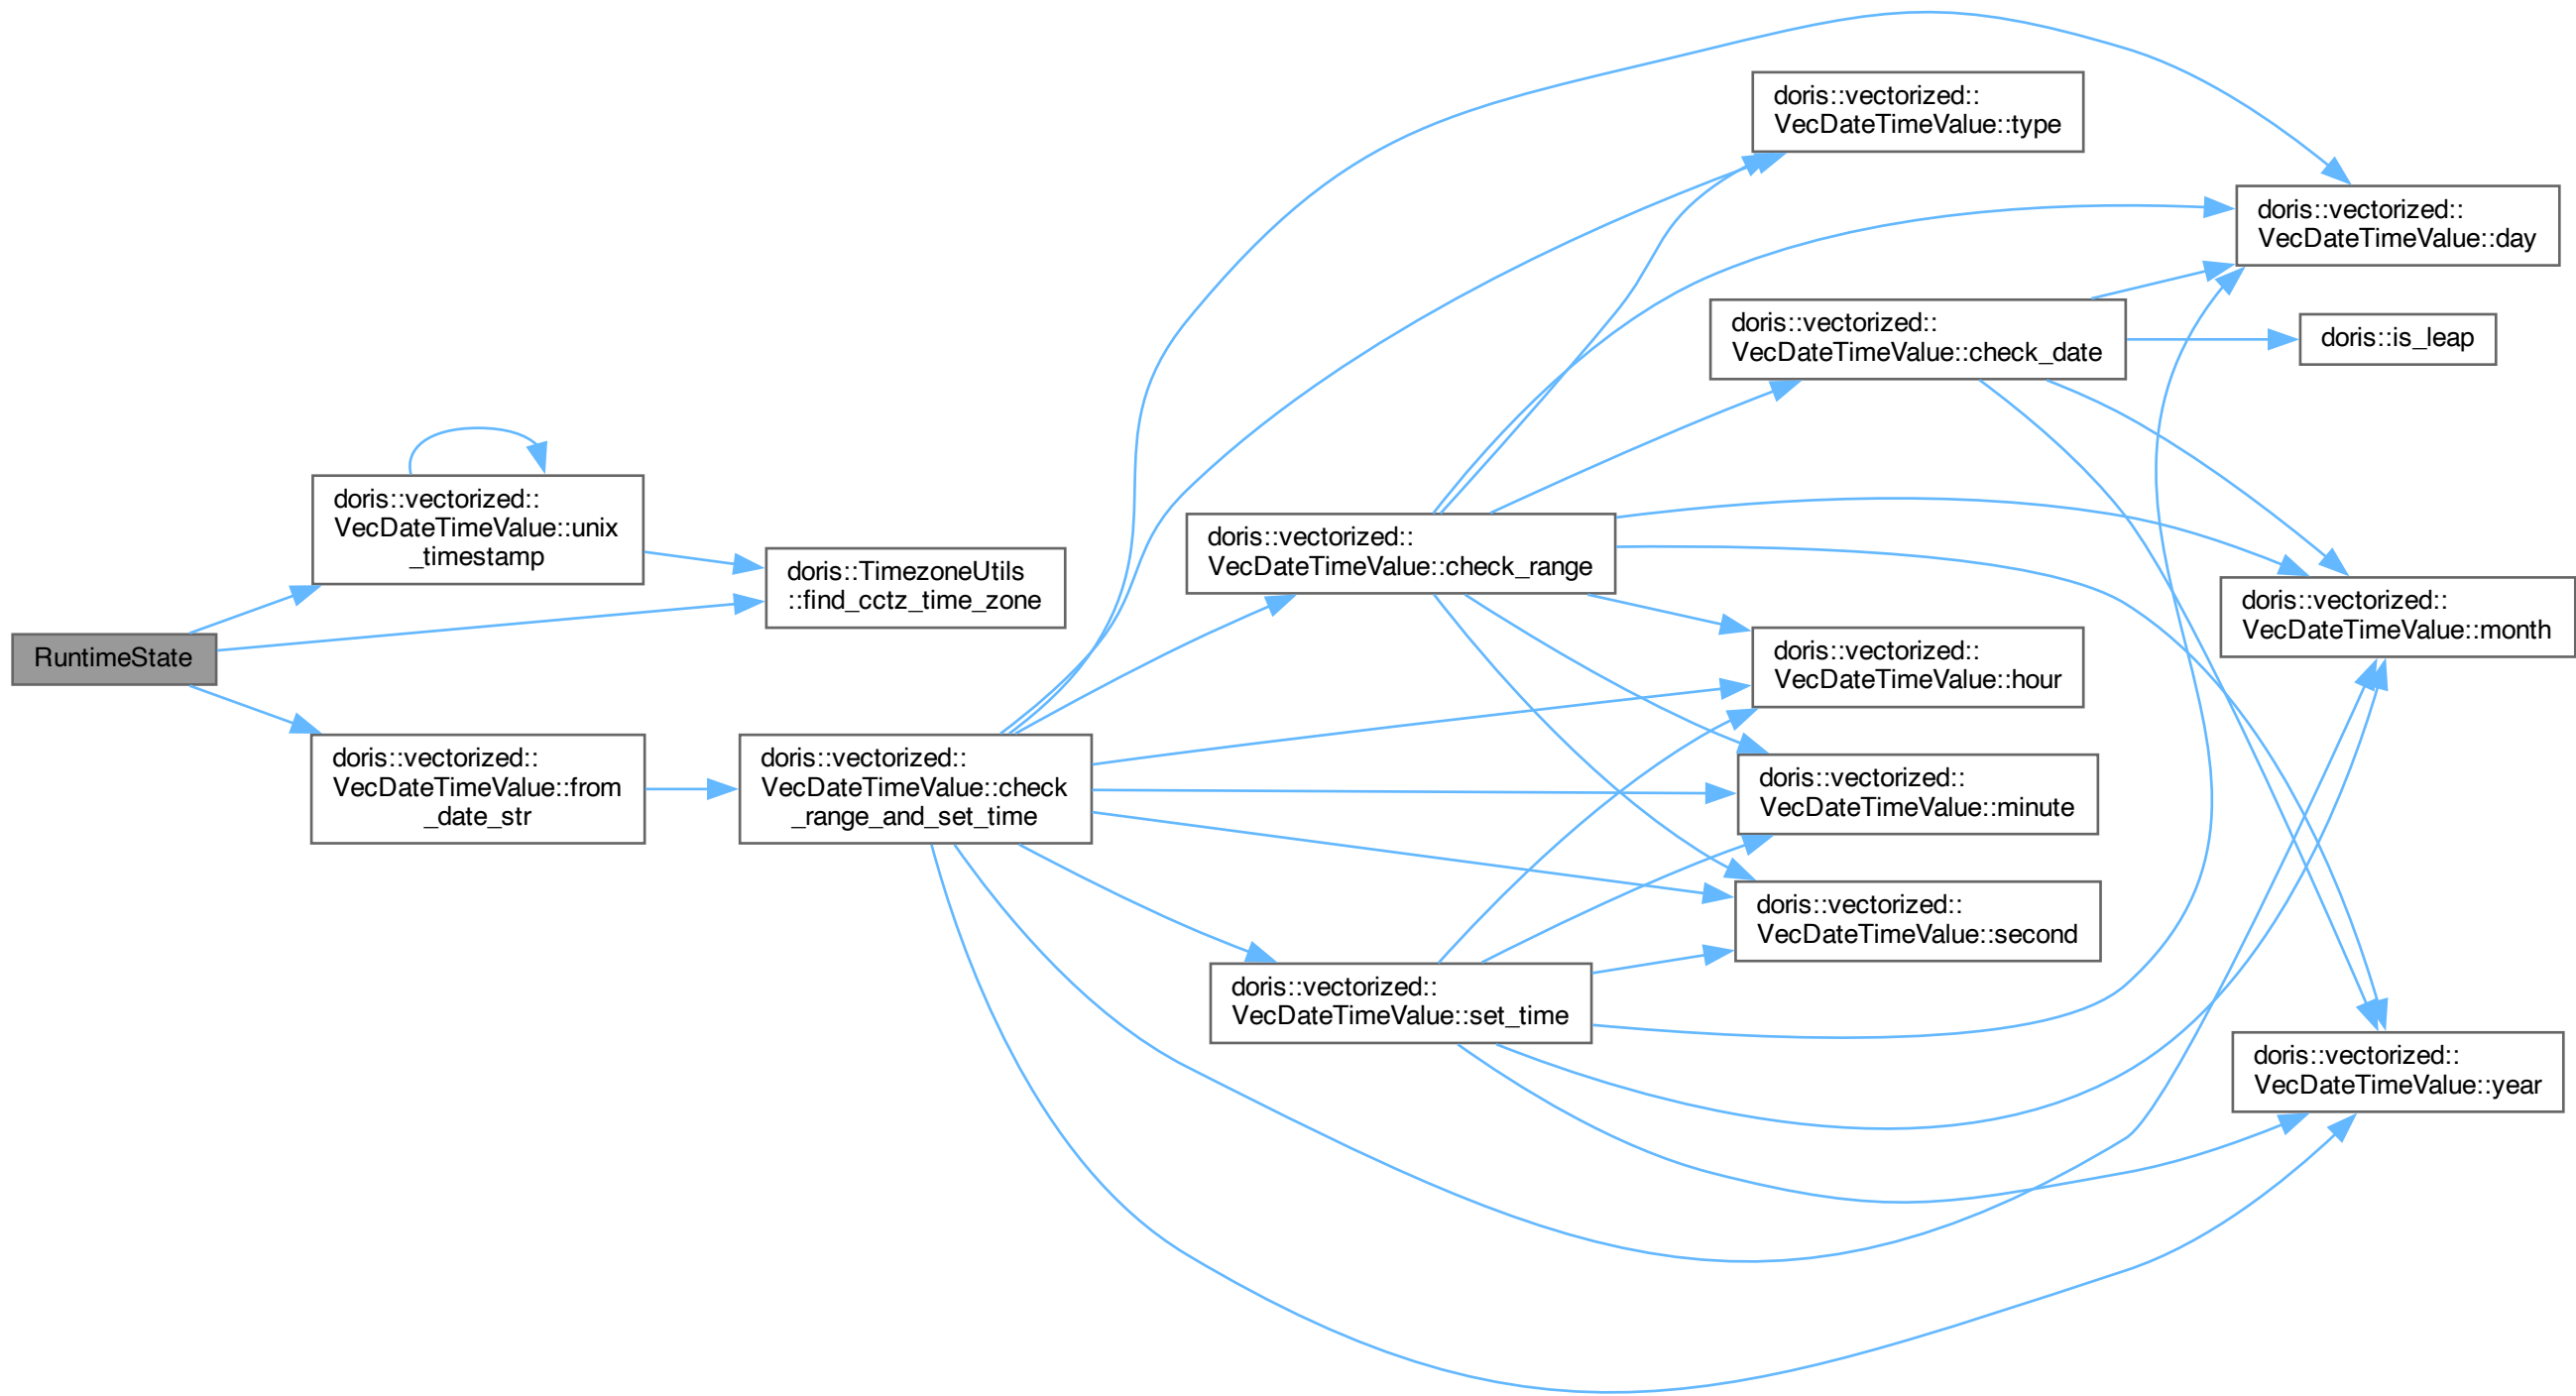 RuntimeState
doris::vectorized::
VecDateTimeValue::unix
_timestamp
doris::TimezoneUtils
::find_cctz_time_zone
doris::vectorized::
VecDateTimeValue::from
_date_str
doris::vectorized::
VecDateTimeValue::check
_range_and_set_time
doris::vectorized::
VecDateTimeValue::check_range
doris::vectorized::
VecDateTimeValue::set_time
doris::vectorized::
VecDateTimeValue::type
doris::vectorized::
VecDateTimeValue::check_date
doris::vectorized::
VecDateTimeValue::hour
doris::vectorized::
VecDateTimeValue::minute
doris::vectorized::
VecDateTimeValue::second
doris::vectorized::
VecDateTimeValue::day
doris::is_leap
doris::vectorized::
VecDateTimeValue::month
doris::vectorized::
VecDateTimeValue::year